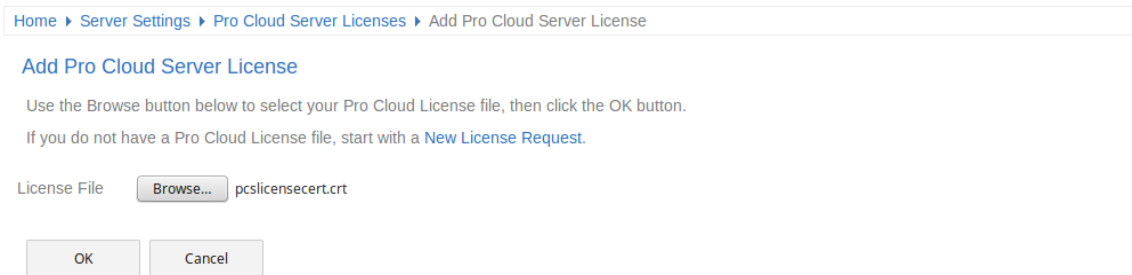 Home ▸ Server Settings ▸ Pro Cloud Server Licenses ▸ Add Pro Cloud Server License
Add Pro Cloud Server License
Use the Browse button below to select your Pro Cloud License file, then click the OK button.
If you do not have a Pro Cloud License file, start with a New License Request.
License File Browse... pcslicensecert.crt
OK Cancel